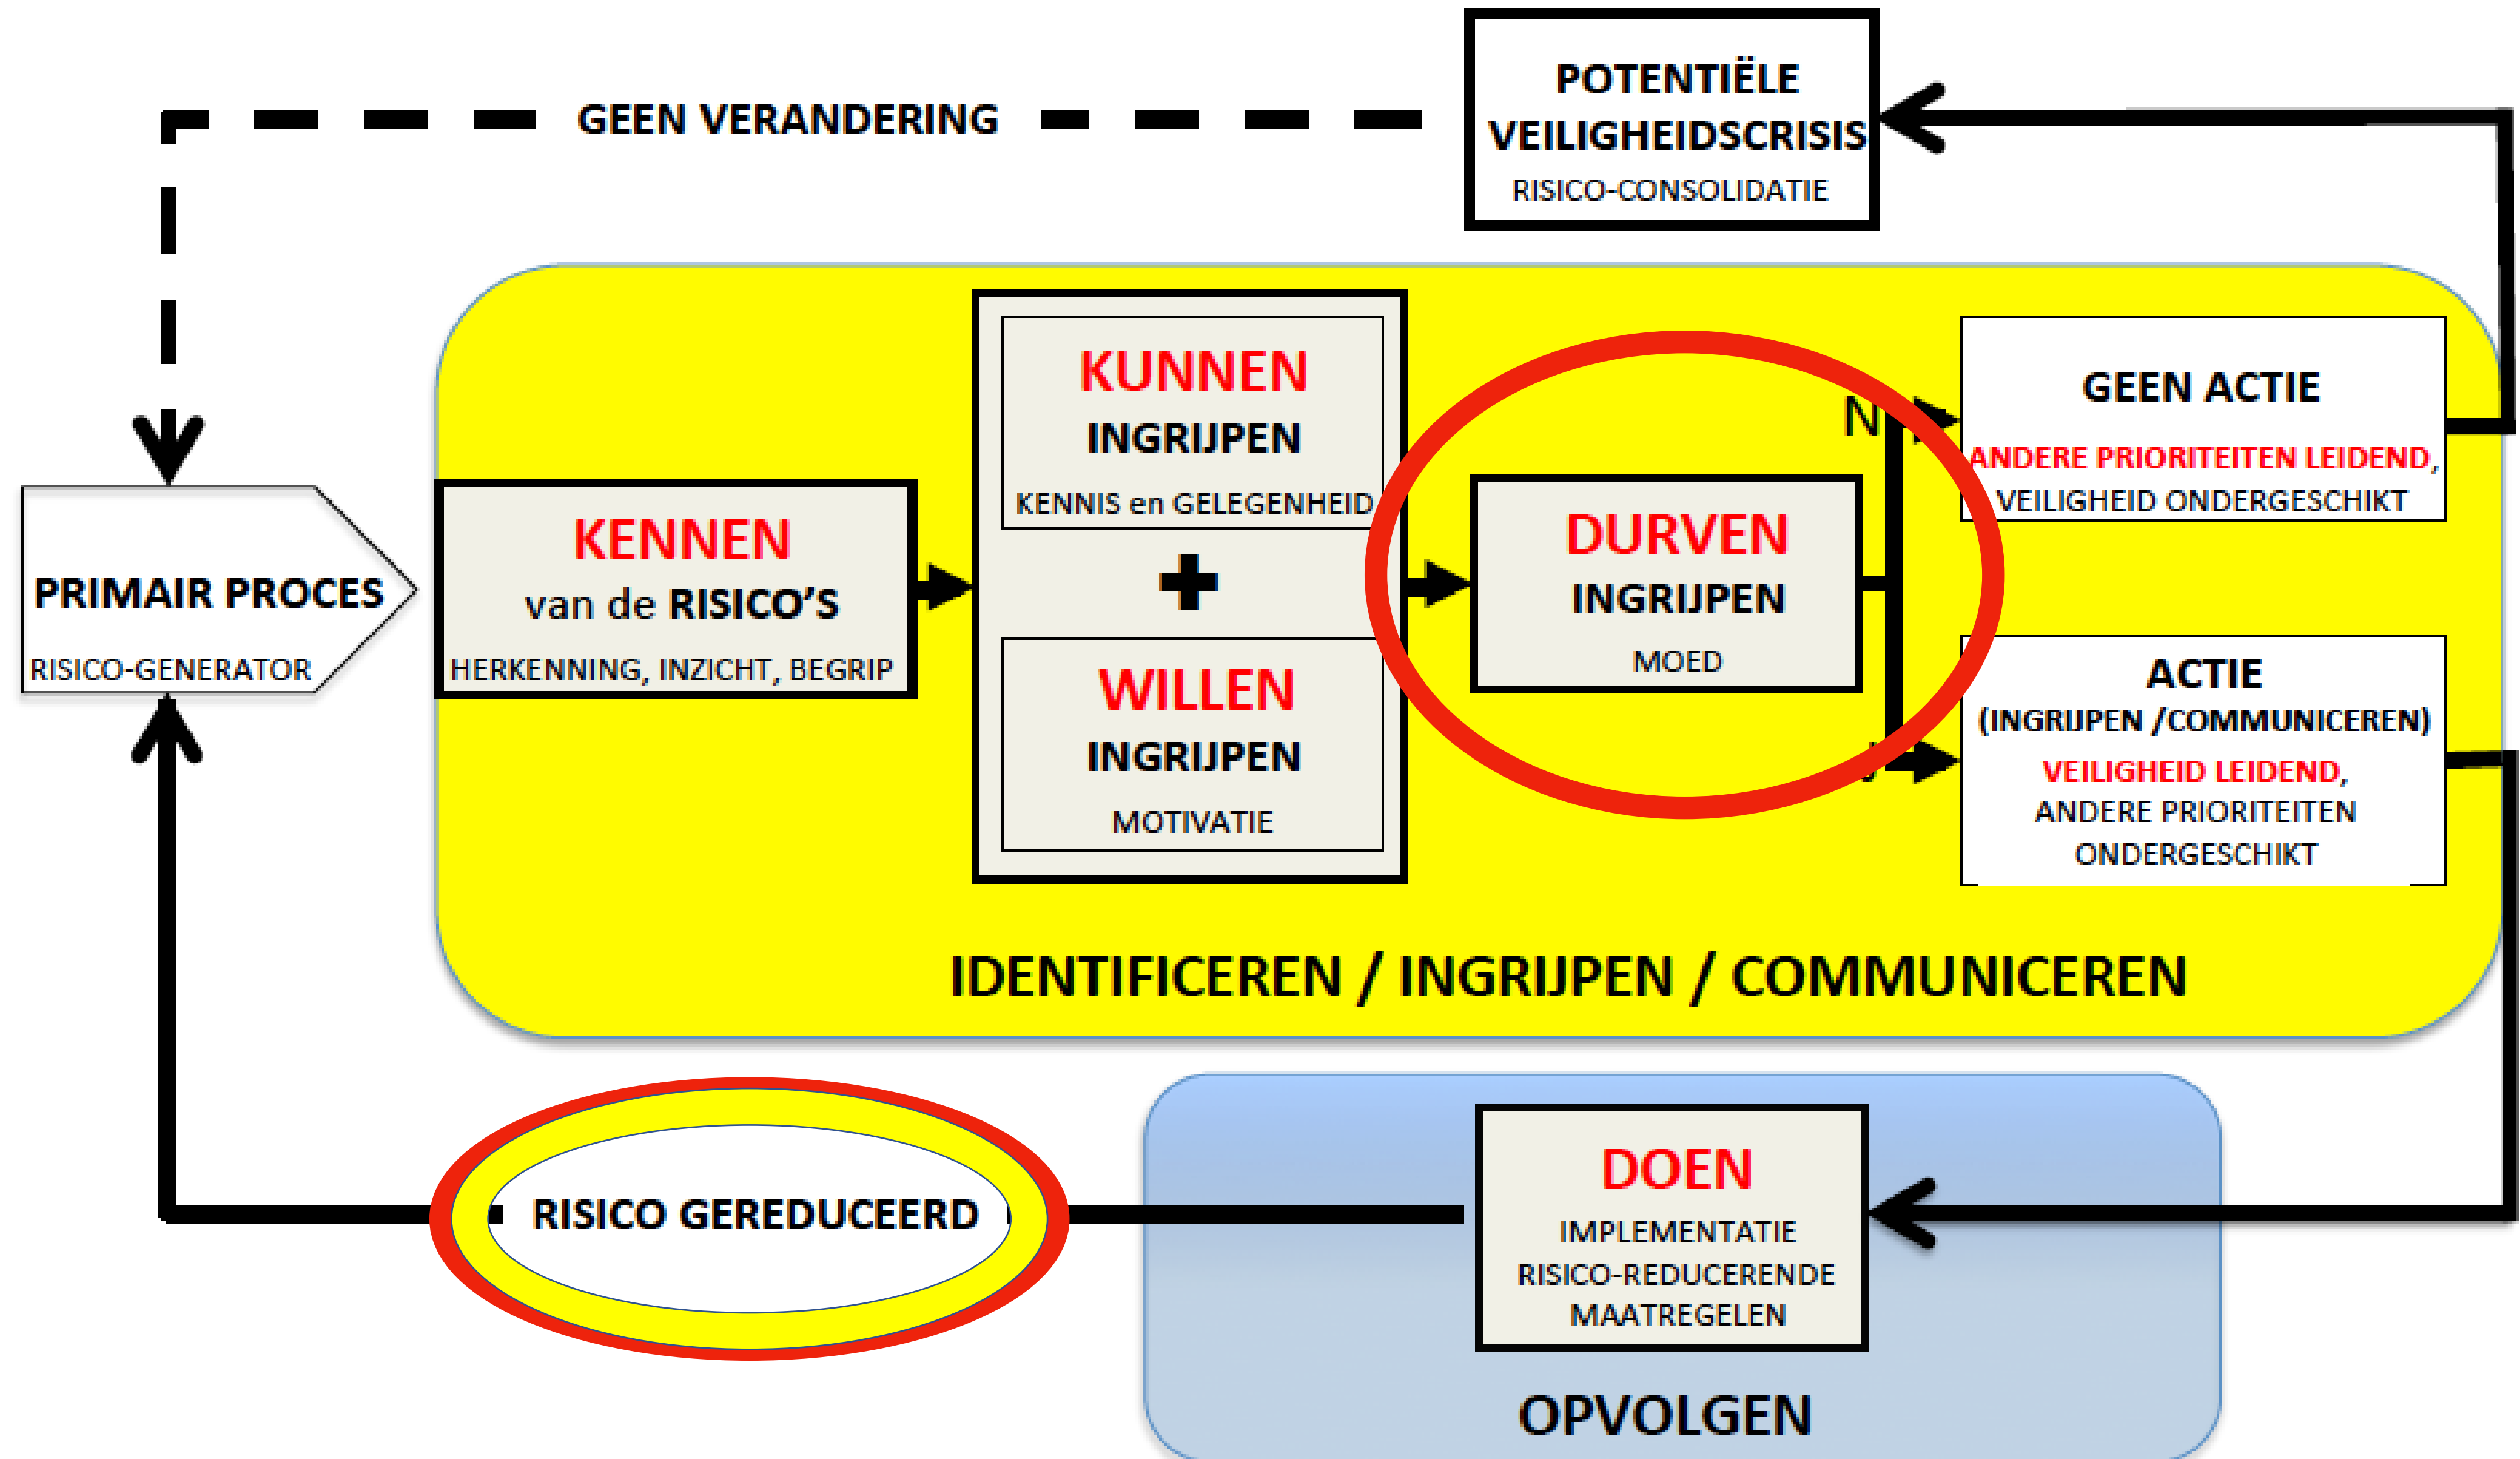 POTENTIËLE
VEILIGHEIDSCRISIS
RISICO-CONSOLIDATIE
GEEN VERANDERING
PRIMAIR PROCES
RISICO-GENERATOR
KENNEN
van de RISICO'S
HERKENNING, INZICHT, BEGRIP
KUNNEN
INGRIJPEN
KENNIS en GELEGENHEID
+
WILLEN
INGRIJPEN
MOTIVATIE
DURVEN
INGRIJPEN
MOED
N
GEEN ACTIE
ANDERE PRIORITEITEN LEIDEND,
VEILIGHEID ONDERGESCHIKT
ACTIE
(INGRIJPEN /COMMUNICEREN)
VEILIGHEID LEIDEND,
ANDERE PRIORITEITEN
ONDERGESCHIKT
IDENTIFICEREN / INGRIJPEN / COMMUNICEREN
RISICO GEREDUCEERD
DOEN
IMPLEMENTATIE
RISICO-REDUCERENDE
MAATREGELEN
OPVOLGEN